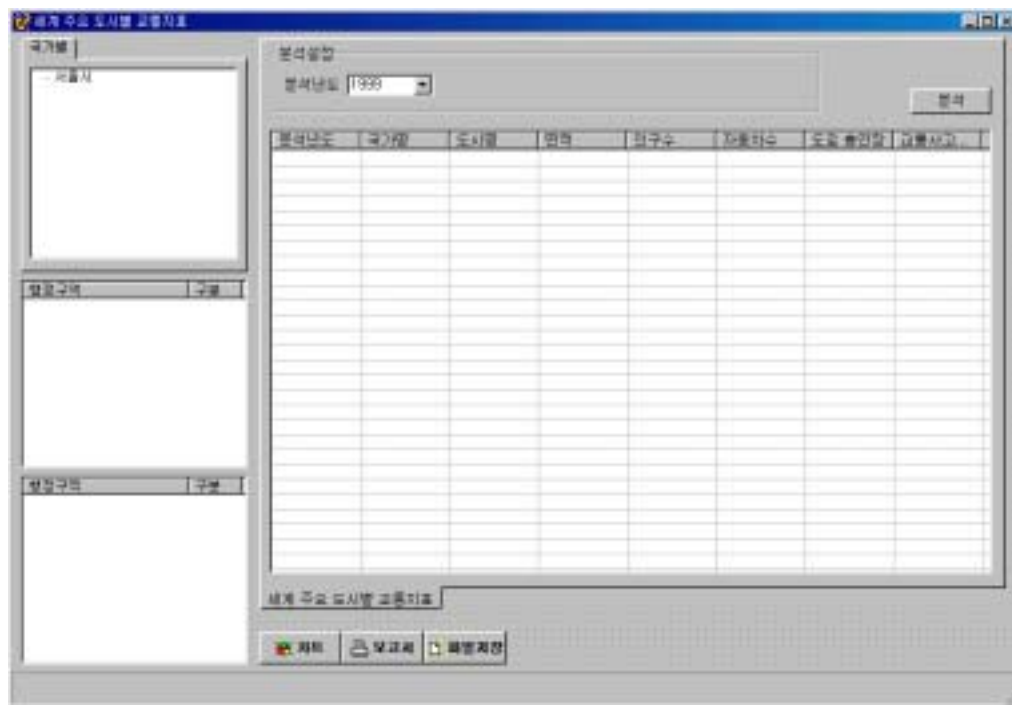 세계 주요 도시별 교통지표
국가별
서울시
분석설정
분석년도 1999
분석
분석년도 국가명 도시명 면적 인구수 자동차수 도로 총연장 교통사고...
행정구역 구분
행정구역 구분
세계 주요 도시별 교통지표
차트 보고서 파일저장